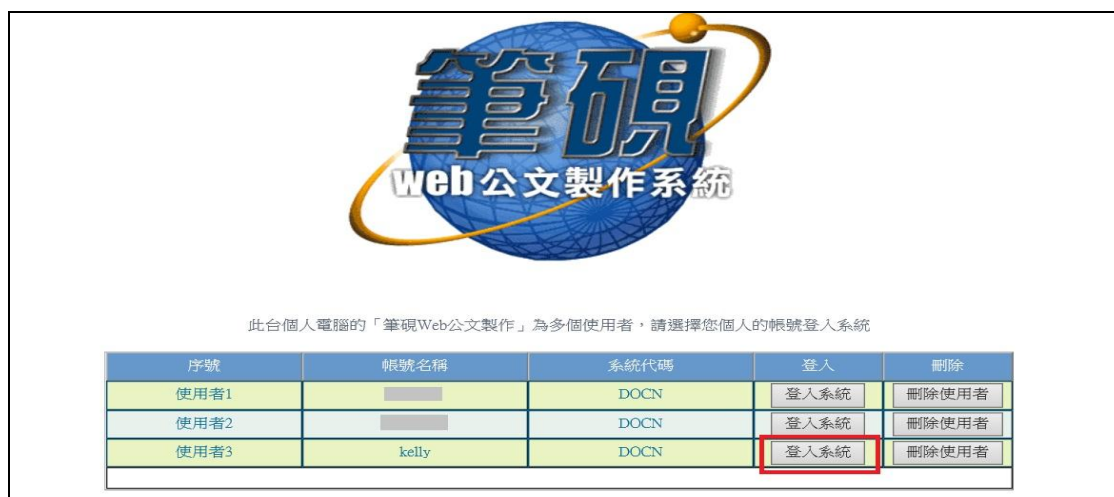 筆硯
web公文製作系統
此台個人電腦的「筆硯Web公文製作」為多個使用者，請選擇您個人的帳號登入系統
序號 帳號名稱 系統代碼 登入 刪除
使用者1 DOCN 登入系統 刪除使用者
使用者2 DOCN 登入系統 刪除使用者
使用者3 kelly DOCN 登入系統 刪除使用者